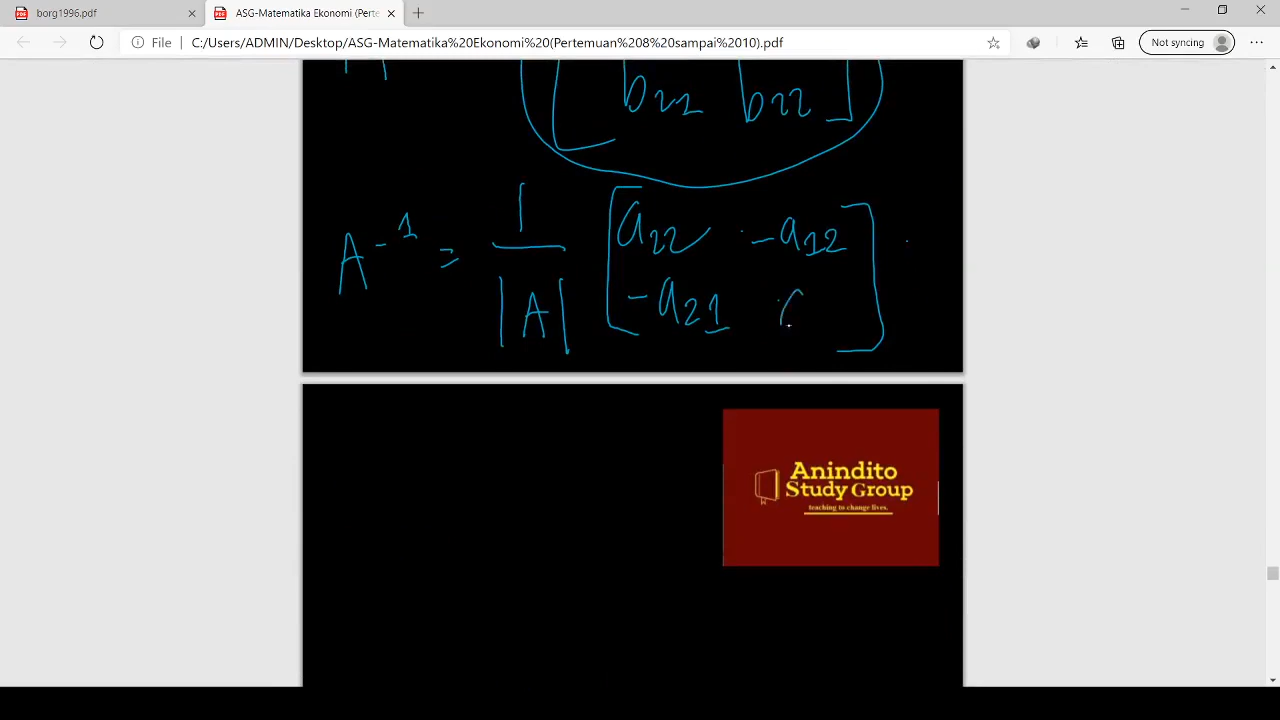 borg1996.pdf
ASG-Matematika Ekonomi (Perte
File
C:/Users/ADMIN/Desktop/ASG-Matematika%20Ekonomi%20(Pertemuan%208%20sampai%2010).pdf
Not syncing
b22 b22
A^-1 = 1/|A| [a22 -a12
-a21
Anindito
Study Group
teaching to change lives.